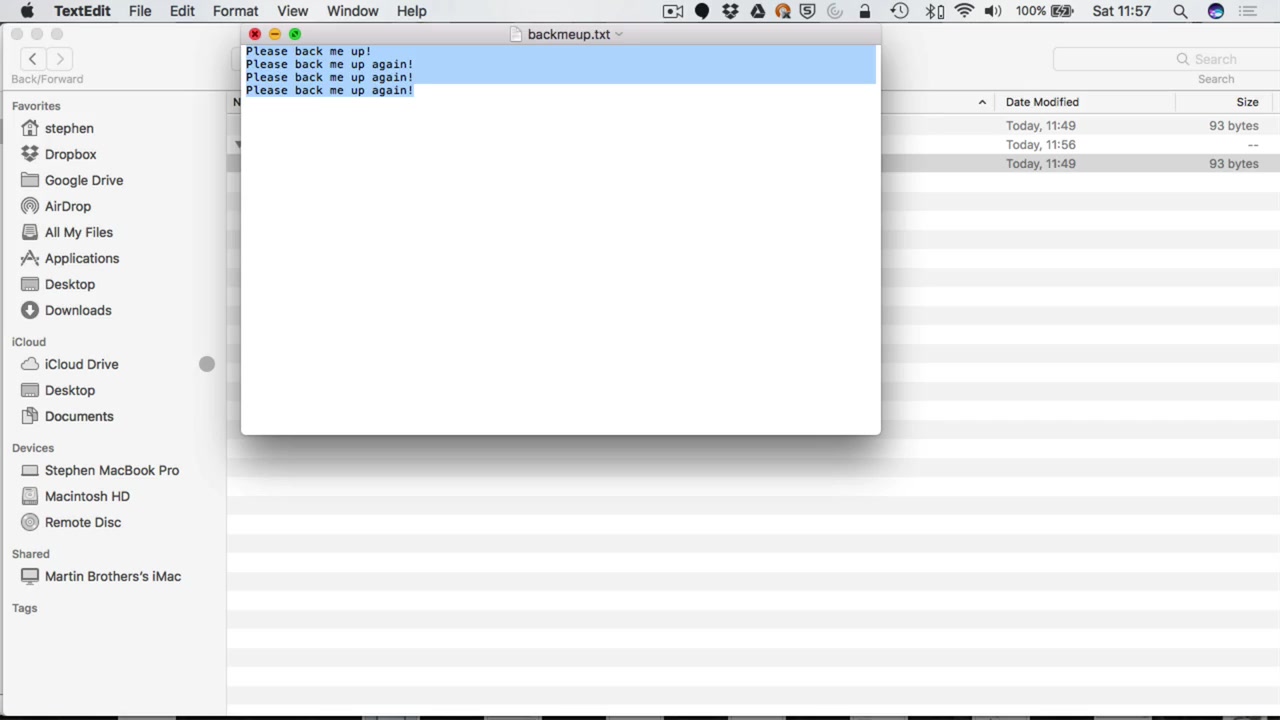 TextEdit File Edit Format View Window Help 100% Sat 11:57
backmeup.txt
Please back me up!
Please back me up again!
Please back me up again!
Please back me up again!
Back/Forward
Search
Search
Date Modified Size
Today, 11:49 93 bytes
Today, 11:56 --
Today, 11:49 93 bytes
Favorites
stephen
Dropbox
Google Drive
AirDrop
All My Files
Applications
Desktop
Downloads
iCloud
iCloud Drive
Desktop
Documents
Devices
Stephen MacBook Pro
Macintosh HD
Remote Disc
Shared
Martin Brothers's iMac
Tags